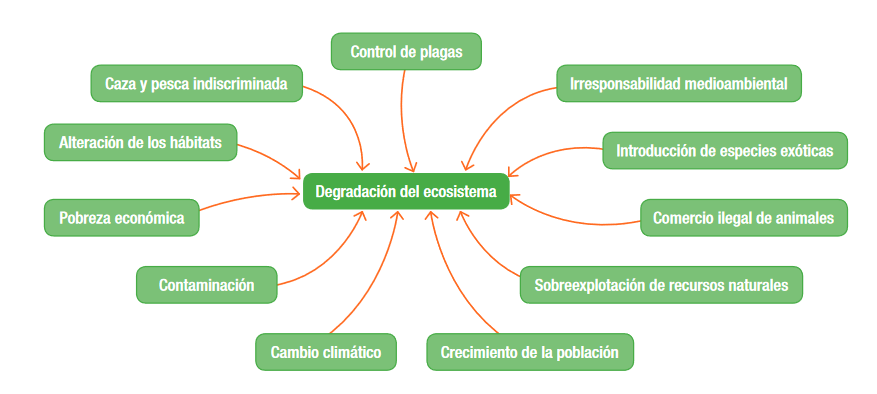 Control de plagas
Caza y pesca indiscriminada
Irresponsabilidad medioambiental
Alteración de los hábitats
Introducción de especies exóticas
Degradación del ecosistema
Pobreza económica
Comercio ilegal de animales
Contaminación
Sobreexplotación de recursos naturales
Cambio climático
Crecimiento de la población